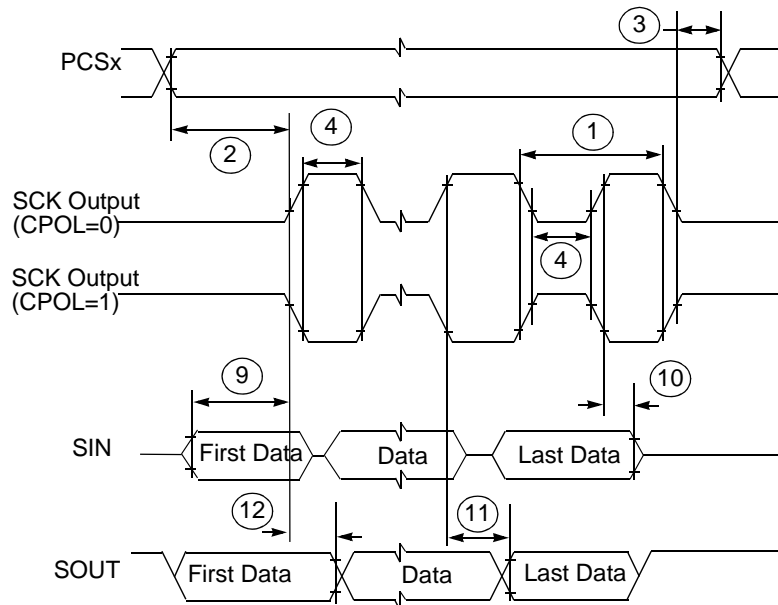 3
PCSx
2
4
1
SCK Output
(CPOL=0)
4
SCK Output
(CPOL=1)
9
10
SIN
First Data
Data
Last Data
12
11
SOUT
First Data
Data
Last Data